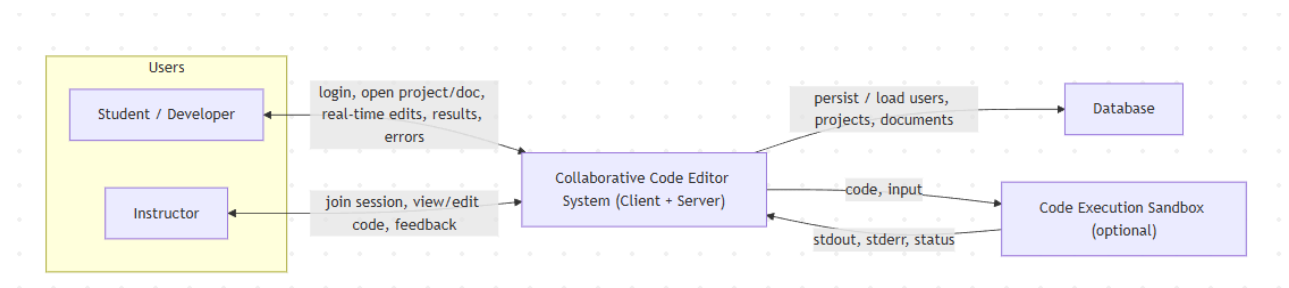 Users
Student / Developer
Instructor
login, open project/doc,
real-time edits, results,
errors
join session, view/edit
code, feedback
Collaborative Code Editor
System (Client + Server)
persist / load users,
projects, documents
Database
code, input
stdout, stderr, status
Code Execution Sandbox
(optional)